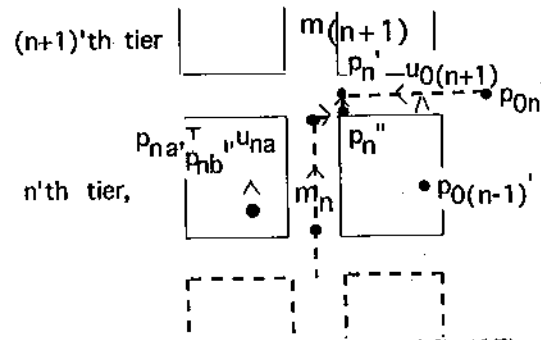 m(n+1)
(n+1)'th tier
pn' u0(n+1)
p0n
pna' pnb'' una
pn''
n'th tier,
mn
p0(n-1)'